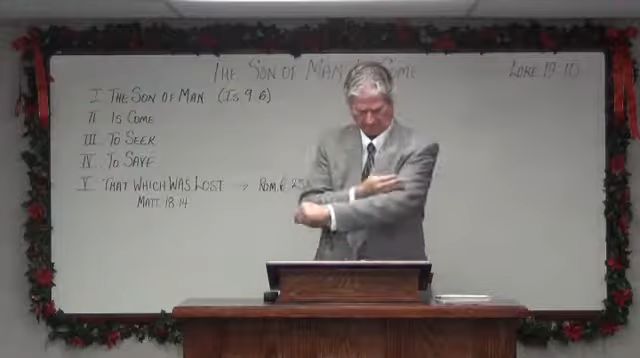 THE SON OF MAN IS COME LUKE 19-10
I THE SON OF MAN (IS 9 6)
II IS COME
III TO SEEK
IV TO SAVE
V THAT WHICH WAS LOST → ROM.
MATT. 18 14